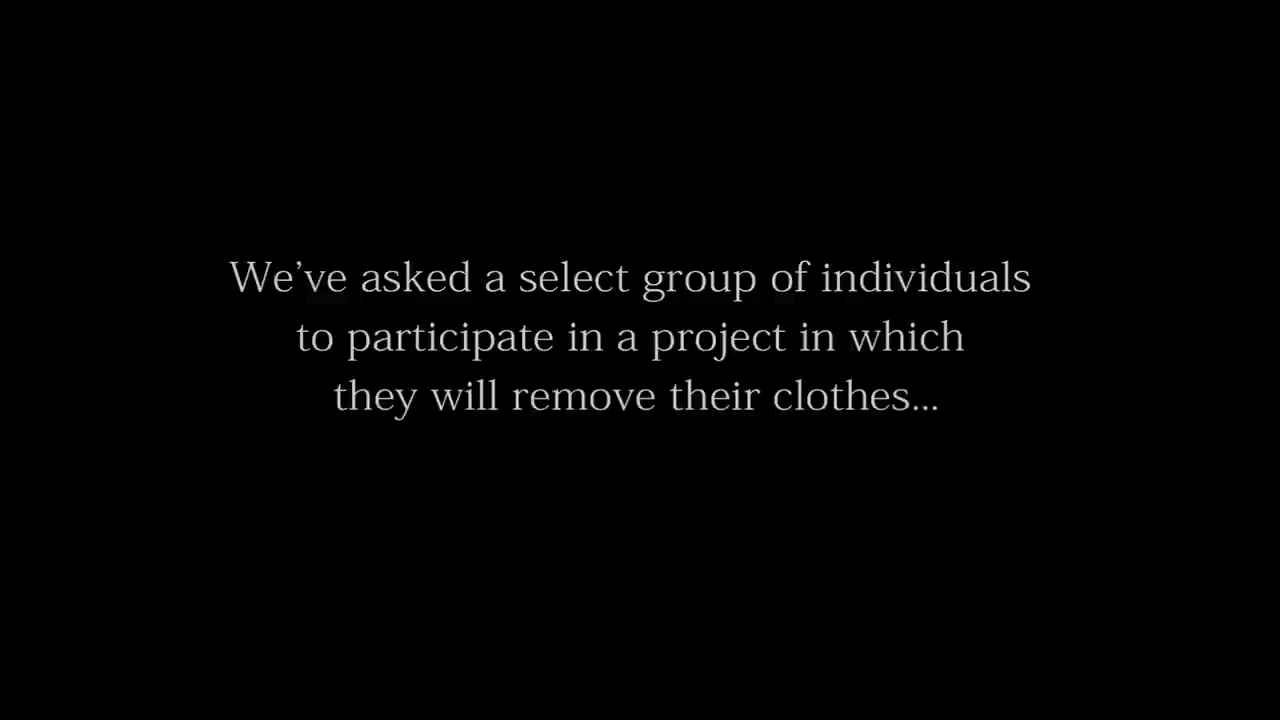 We’ve asked a select group of individuals
to participate in a project in which
they will remove their clothes...